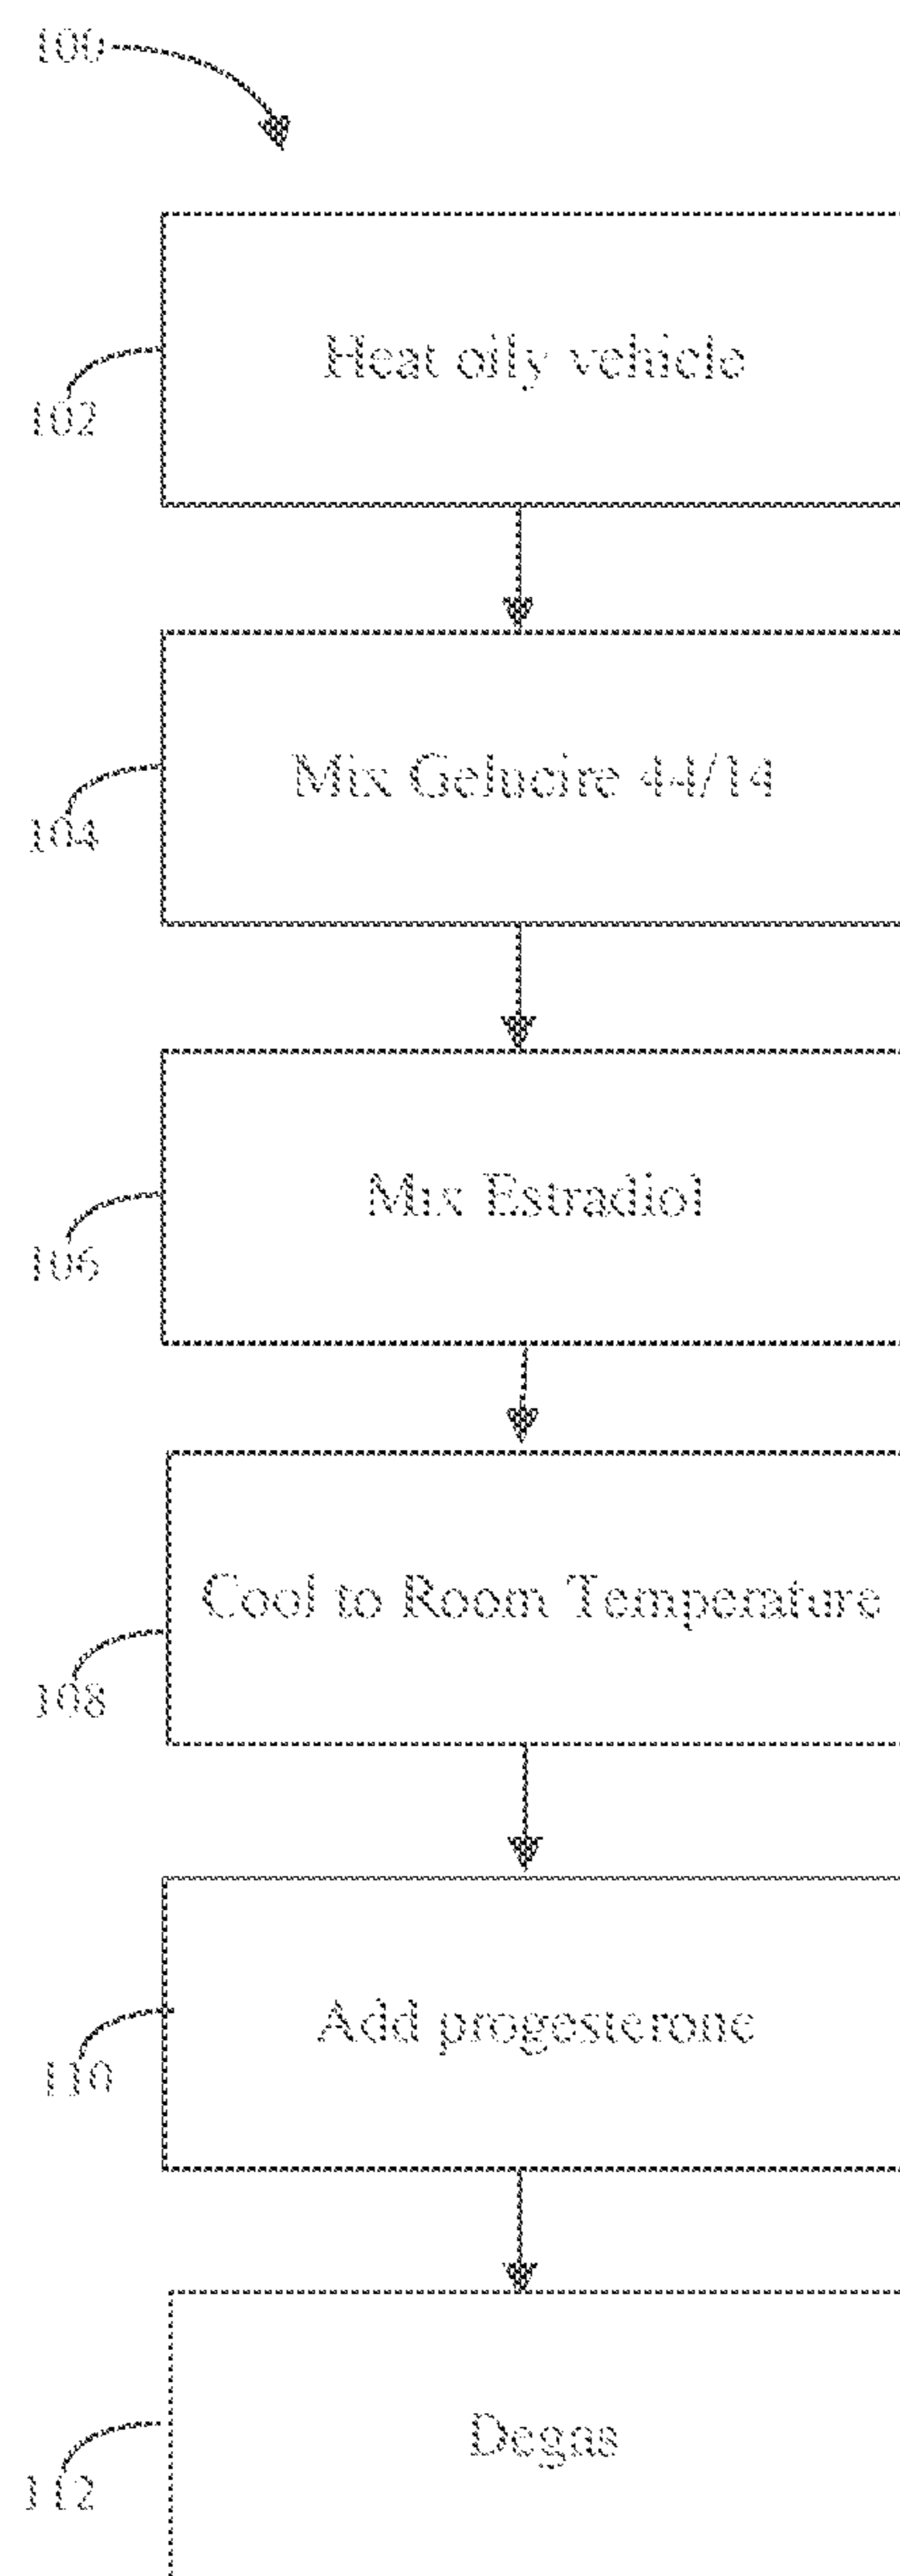 100
Heat oily vehicle
102
Mix Gelucire 44/14
104
Mix Estradiol
106
Cool to Room Temperature
108
Add progesterone
110
Degas
112